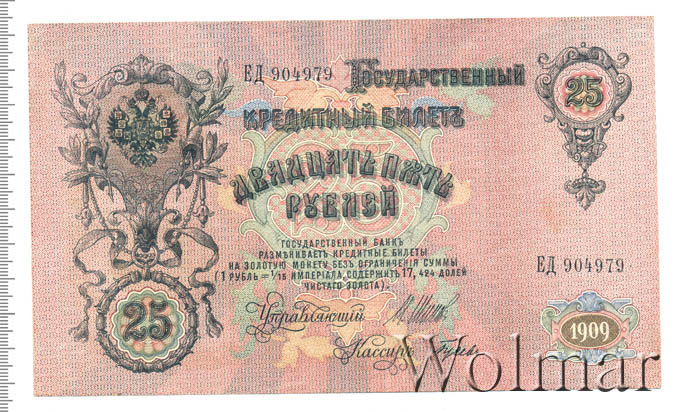 ЕД 904979 Государственный
25
кредитный билетъ
Двадцать пять
рублей
Государственный банкъ
размѣниваетъ кредитные билеты
на золотую монету безъ ограниченія суммы
(1 рубль = 1/15 имперіала, содержитъ 17,424 долей
чистаго золота).
ЕД 904979
25
Управляющій
1909
Кассиръ
Wolmar